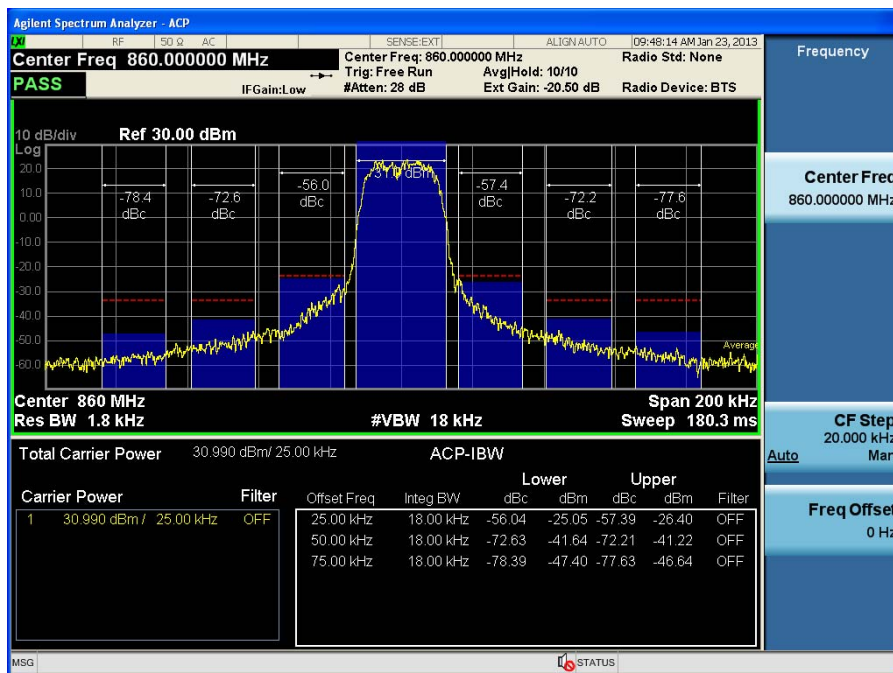 Agilent Spectrum Analyzer - ACP
LXI RF 50 Ω AC SENSE:EXT ALIGN AUTO 09:48:14 AM Jan 23, 2013
Center Freq 860.000000 MHz
Center Freq: 860.000000 MHz
Radio Std: None
Trig: Free Run Avg|Hold: 10/10
PASS
IFGain:Low
#Atten: 28 dB Ext Gain: -20.50 dB Radio Device: BTS
10 dB/div Ref 30.00 dBm
Log
20.0
10.0
0.00
-10.0
-20.0
-30.0
-40.0
-50.0
-60.0
-78.4 dBc
-72.6 dBc
-56.0 dBc
dBm
-57.4 dBc
-72.2 dBc
-77.6 dBc
Average
Center 860 MHz Span 200 kHz
Res BW 1.8 kHz #VBW 18 kHz Sweep 180.3 ms
Total Carrier Power 30.990 dBm/ 25.00 kHz ACP-IBW
Lower Upper
Carrier Power Filter
Offset Freq Integ BW dBc dBm dBc dBm Filter
1 30.990 dBm / 25.00 kHz OFF
25.00 kHz 18.00 kHz -56.04 -25.05 -57.39 -26.40 OFF
50.00 kHz 18.00 kHz -72.63 -41.64 -72.21 -41.22 OFF
75.00 kHz 18.00 kHz -78.39 -47.40 -77.63 -46.64 OFF
MSG STATUS
Frequency
Center Freq
860.000000 MHz
CF Step
20.000 kHz
Auto Man
Freq Offset
0 Hz